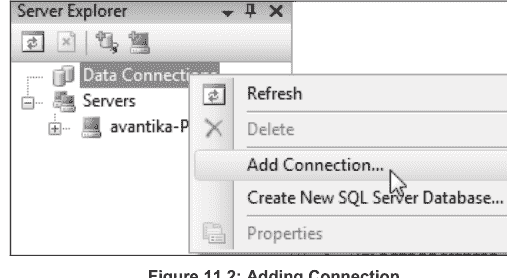 Server Explorer
Data Connections
Servers
avantika-P
Refresh
Delete
Add Connection...
Create New SQL Server Database...
Properties
Figure 11.2: Adding Connection